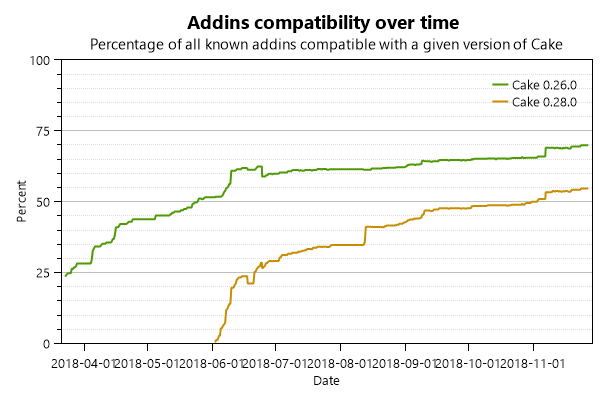 Addins compatibility over time
Percentage of all known addins compatible with a given version of Cake
100
75
50
25
0
Percent
Cake 0.26.0
Cake 0.28.0
2018-04-01 2018-05-01 2018-06-01 2018-07-01 2018-08-01 2018-09-01 2018-10-01 2018-11-01
Date